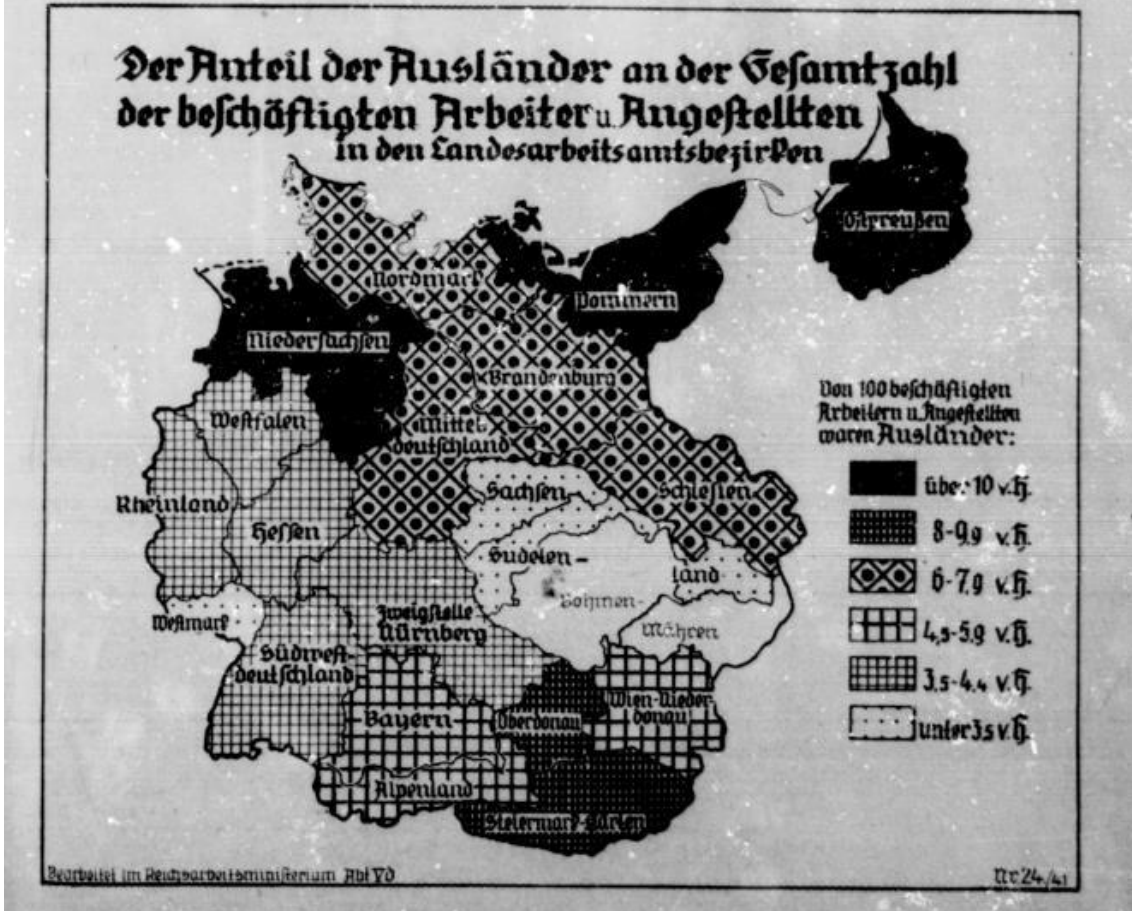 Der Anteil der Ausländer an der Gesamtzahl
der beschäftigten Arbeiter u. Angestellten
in den Landesarbeitsamtsbezirken
Ostpreußen
Nordmark
Pommern
Niedersachsen
Brandenburg
Mittel
deutschland
Westfalen
Rheinland
Hessen
Sachsen
Schlesien
Sudeten-
land
Böhmen-
Mähren
Westmark
Zweigstelle
Nürnberg
Südwest-
deutschland
Bayern
Oberdonau
Wien-Nieder-
donau
Alpenland
Steiermark-Kärnten
Von 100 beschäftigten
Arbeitern u. Angestellten
waren Ausländer:
über 10 v.H.
8-9,9 v.H.
6-7,9 v.H.
4,5-5,9 v.H.
3,5-4,4 v.H.
unter 3,5 v.H.
Bearbeitet im Reichsarbeitsministerium Abt Vd
Nr. 24/41